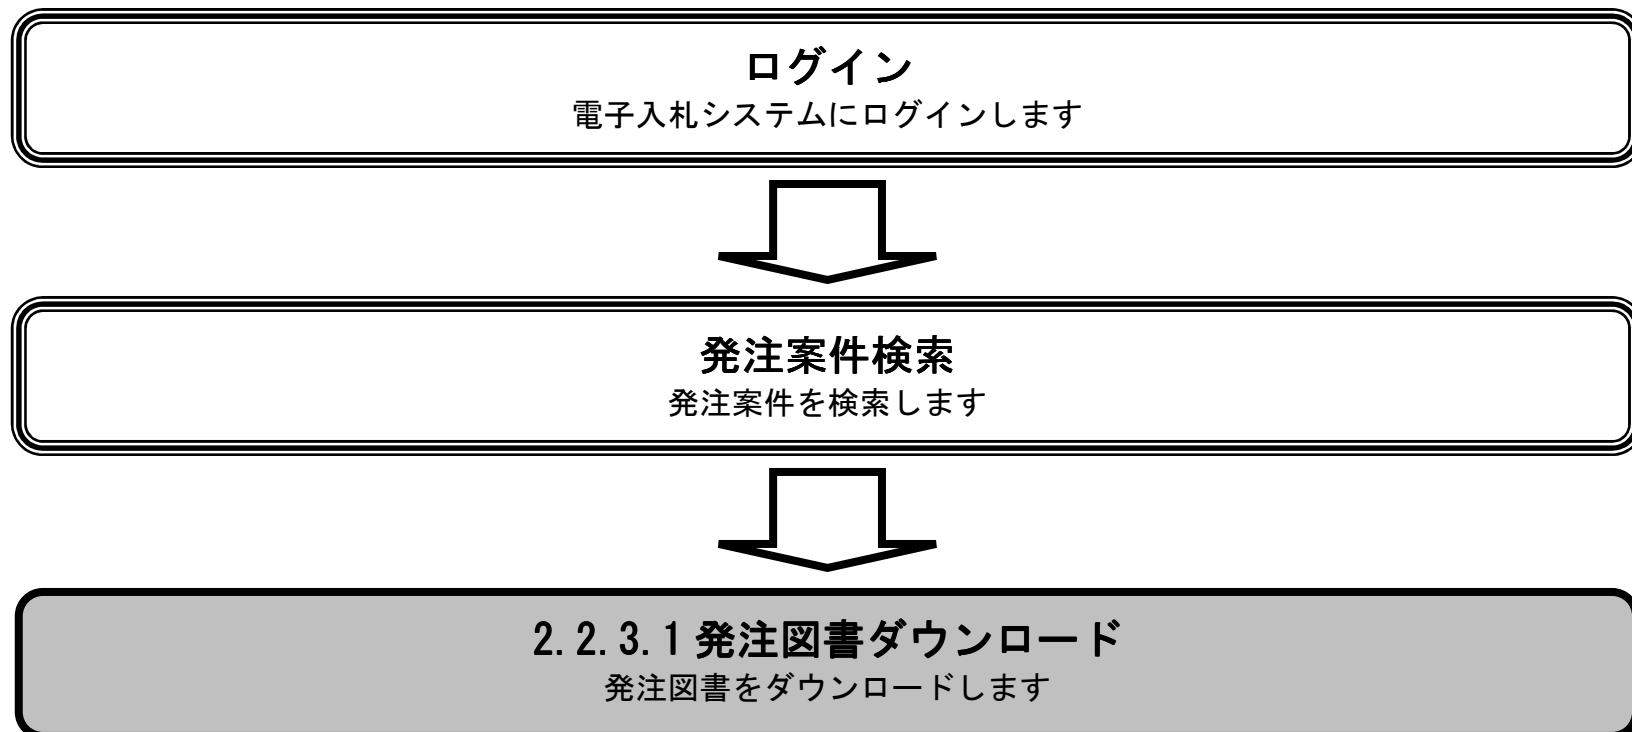 ログイン
電子入札システムにログインします
発注案件検索
発注案件を検索します
2.2.3.1 発注図書ダウンロード
発注図書をダウンロードします